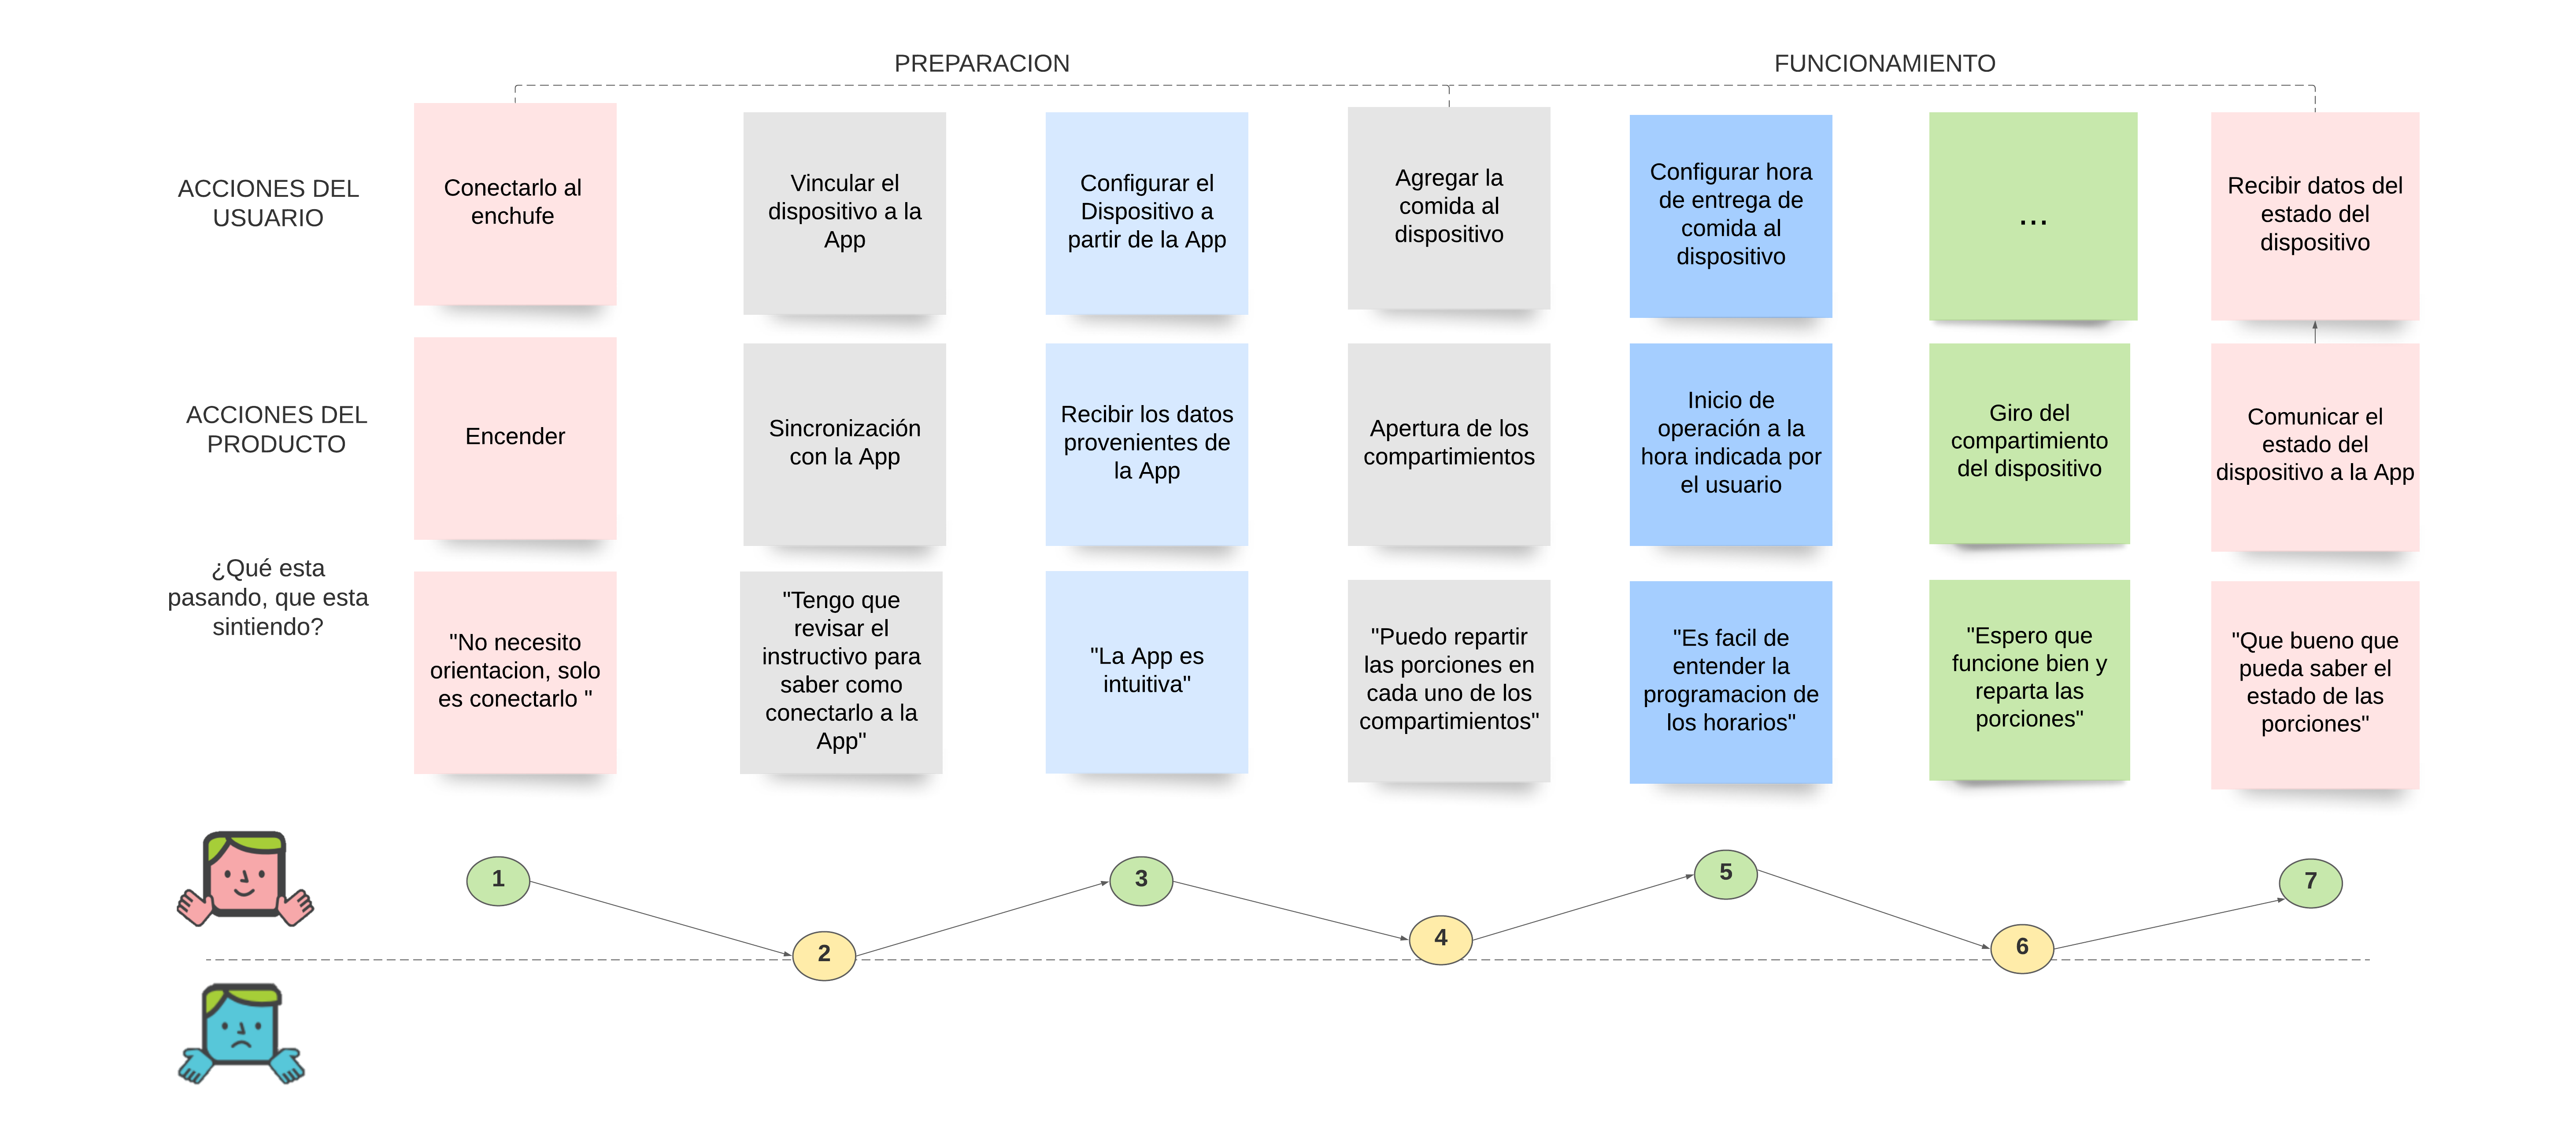 PREPARACION
FUNCIONAMIENTO
ACCIONES DEL
USUARIO
Conectarlo al
enchufe
Vincular el
dispositivo a la
App
Configurar el
Dispositivo a
partir de la App
Agregar la
comida al
dispositivo
Configurar hora
de entrega de
comida al
dispositivo
...
Recibir datos del
estado del
dispositivo
ACCIONES DEL
PRODUCTO
Encender
Sincronización
con la App
Recibir los datos
provenientes de
la App
Apertura de los
compartimientos
Inicio de
operación a la
hora indicada por
el usuario
Giro del
compartimiento
del dispositivo
Comunicar el
estado del
dispositivo a la App
¿Qué esta
pasando, que esta
sintiendo?
"No necesito
orientacion, solo
es conectarlo "
"Tengo que
revisar el
instructivo para
saber como
conectarlo a la
App"
"La App es
intuitiva"
"Puedo repartir
las porciones en
cada uno de los
compartimientos"
"Es facil de
entender la
programacion de
los horarios"
"Espero que
funcione bien y
reparta las
porciones"
"Que bueno que
pueda saber el
estado de las
porciones"
1
2
3
4
5
6
7